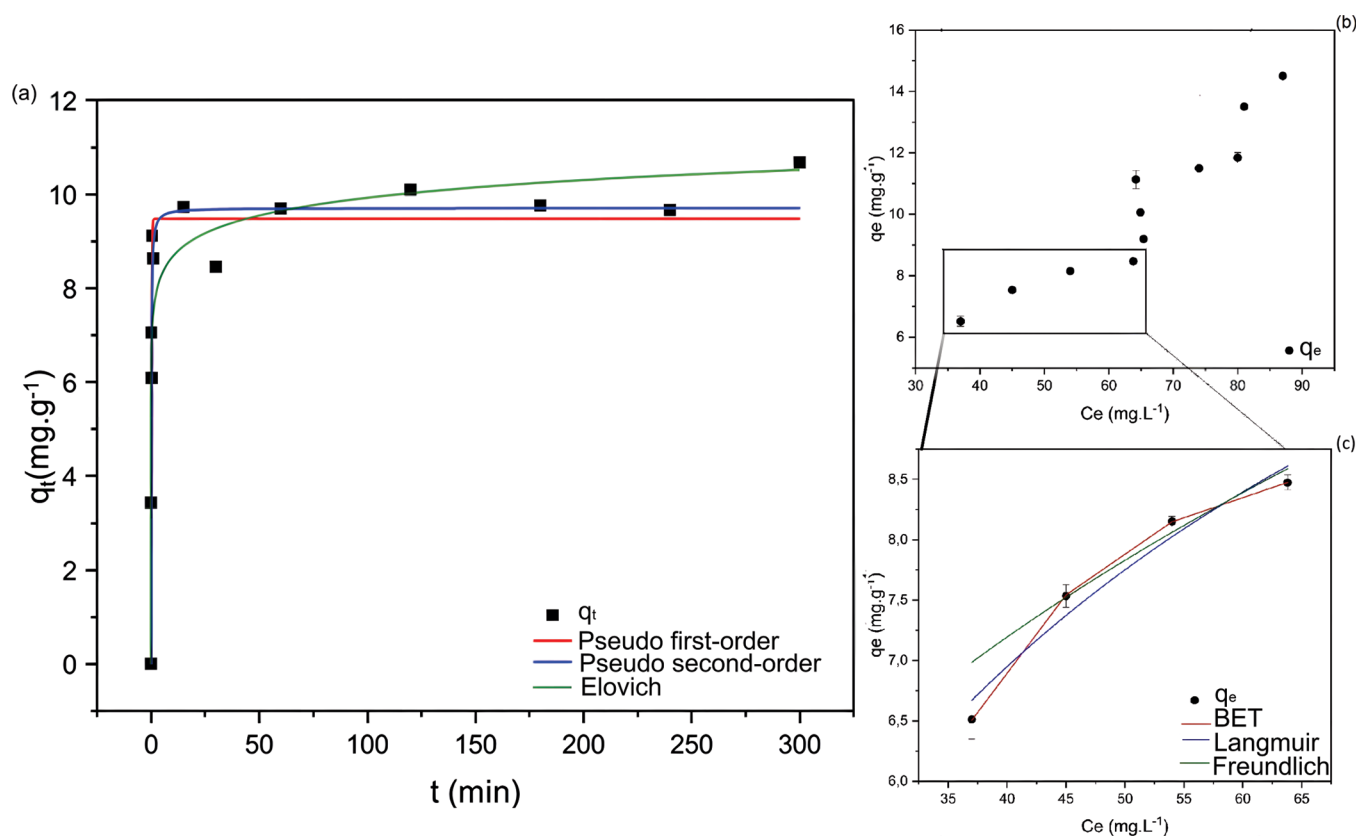 (a)
12
10
8
6
4
2
0
qt(mg.g-1)
0 50 100 150 200 250 300
t (min)
qt
Pseudo first-order
Pseudo second-order
Elovich
(b)
16
14
12
10
8
6
qe (mg.g-1)
30 40 50 60 70 80 90
Ce (mg.L-1)
qe
(c)
8,5
8,0
7,5
7,0
6,5
6,0
qe (mg.g-1)
35 40 45 50 55 60 65
Ce (mg.L-1)
qe
BET
Langmuir
Freundlich